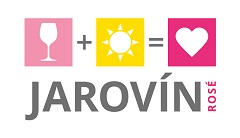 + =
JAROVÍN
ROSÉ